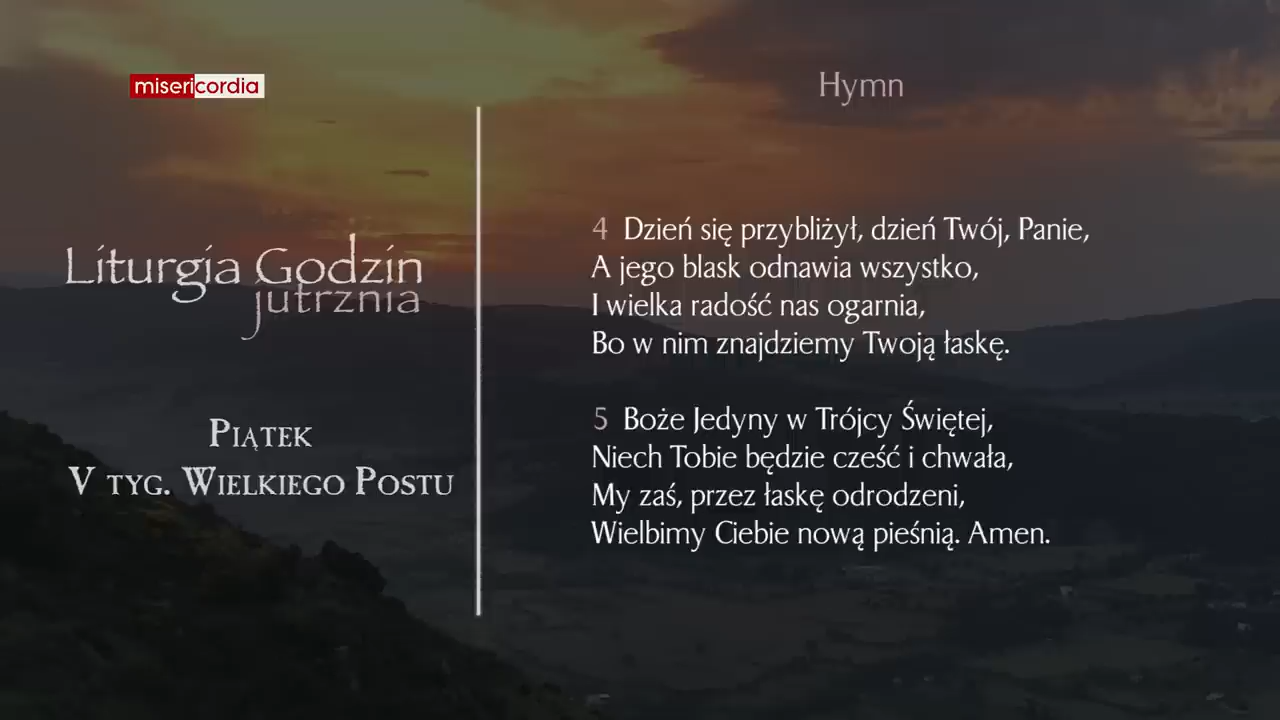 misericordia
Liturgia Godzin
jutrznia
Piątek
V tyg. Wielkiego Postu
Hymn
4 Dzień się przybliżył, dzień Twój, Panie,
A jego blask odnawia wszystko,
I wielka radość nas ogarnia,
Bo w nim znajdziemy Twoją łaskę.
5 Boże Jedyny w Trójcy Świętej,
Niech Tobie będzie cześć i chwała,
My zaś, przez łaskę odrodzeni,
Wielbimy Ciebie nową pieśnią. Amen.